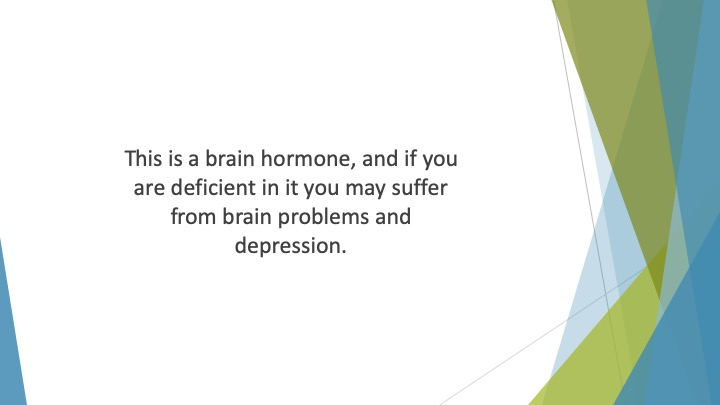 This is a brain hormone, and if you
are deficient in it you may suffer
from brain problems and
depression.